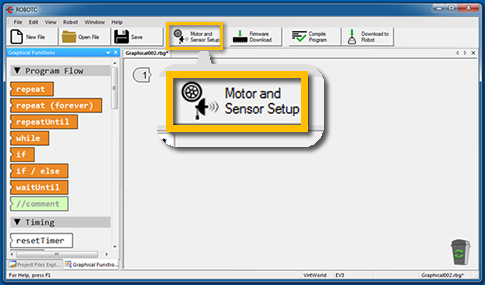 ROBOTC
File Edit View Robot Window Help
New File Open File Save Motor and Sensor Setup Firmware Download Compile Program Download to Robot
Graphical Functions
Graphical002.rbg*
Program Flow
1
repeat
repeat (forever)
repeatUntil
while
if
if / else
waitUntil
//comment
Timing
resetTimer
Motor and
Sensor Setup
Project Files Expl... Graphical Function...
For Help, press F1 VirtWorld EV3 Graphical002.rbg*